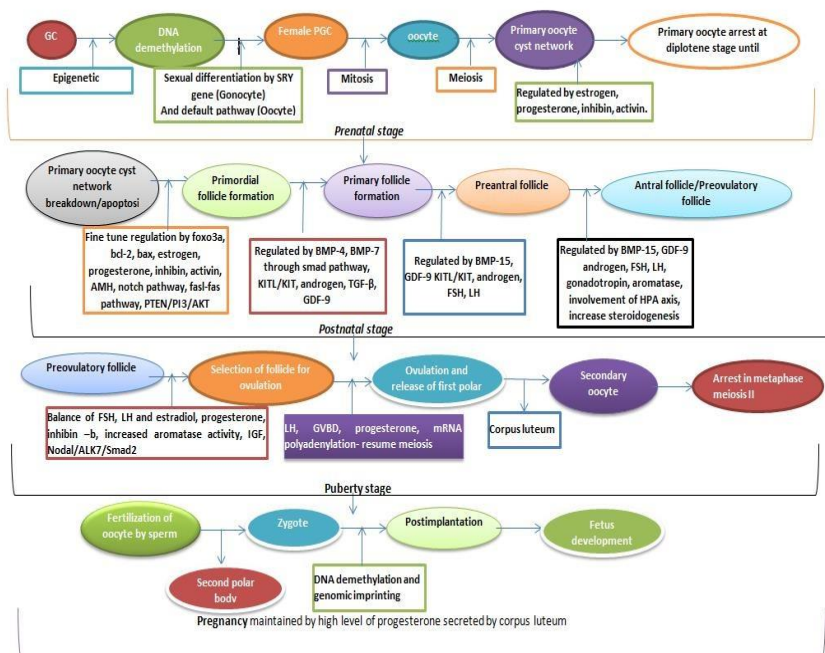 GC
DNA
demethylation
Female PGC
oocyte
Primary oocyte
cyst network
Primary oocyte arrest at
diplotene stage until
Epigenetic
Sexual differentiation by SRY
gene (Gonocyte)
And default pathway (Oocyte)
Mitosis
Meiosis
Regulated by estrogen,
progesterone, inhibin, activin.
Prenatal stage
Primary oocyte cyst
network
breakdown/apoptosi
Primordial
follicle formation
Primary follicle
formation
Preantral follicle
Antral follicle/Preovulatory
follicle
Fine tune regulation by foxo3a,
bcl-2, bax, estrogen,
progesterone, inhibin, activin,
AMH, notch pathway, fasl-fas
pathway, PTEN/PI3/AKT
Regulated by BMP-4, BMP-7
through smad pathway,
KITL/KIT, androgen, TGF-β,
GDF-9
Regulated by BMP-15,
GDF-9 KITL/KIT, androgen,
FSH, LH
Regulated by BMP-15, GDF-9
androgen, FSH, LH,
gonadotropin, aromatase,
involvement of HPA axis,
increase steroidogenesis
Postnatal stage
Preovulatory follicle
Selection of follicle for
ovulation
Ovulation and
release of first polar
Secondary
oocyte
Arrest in metaphase
meiosis II
Balance of FSH, LH and estradiol, progesterone,
inhibin –b, increased aromatase activity, IGF,
Nodal/ALK7/Smad2
LH, GVBD, progesterone, mRNA
polyadenylation- resume meiosis
Corpus luteum
Puberty stage
Fertilization of
oocyte by sperm
Zygote
Postimplantation
Fetus
development
Second polar
body
DNA demethylation and
genomic imprinting
Pregnancy maintained by high level of progesterone secreted by corpus luteum